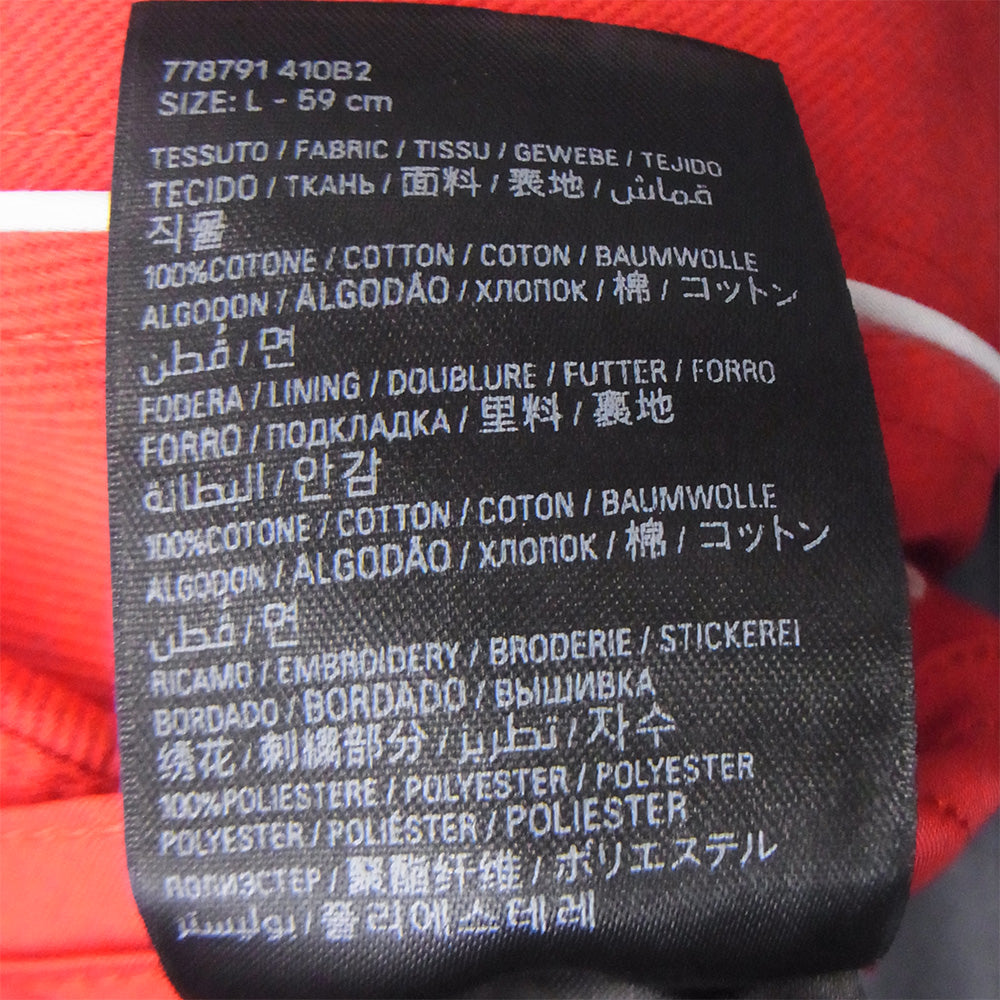 778791 410B2
SIZE: L - 59 cm
TESSUTO / FABRIC / TISSU / GEWEBE / TEJIDO
TECIDO / ТКАНЬ / 面料 / 裏地 / قماش
직물
100%COTONE / COTTON / COTON / BAUMWOLLE
ALGODON / ALGODÃO / ХЛОПОК / 棉 / コットン
قُطن / 면
FODERA / LINING / DOUBLURE / FUTTER / FORRO
FORRO / ПОДКЛАДКА / 里料 / 裏地
البطانة / 안감
100%COTONE / COTTON / COTON / BAUMWOLLE
ALGODON / ALGODÃO / ХЛОПОК / 棉 / コットン
قُطن / 면
RICAMO / EMBROIDERY / BRODERIE / STICKEREI
BORDADO / BORDADO / ВЫШИВКА
绣花 / 刺繍部分 / تطريز / 자수
100%POLIESTERE / POLYESTER / POLYESTER
POLYESTER / POLIÉSTER / POLIESTER
ПОЛИЭСТЕР / 聚酯纤维 / ポリエステル
بوليستر / 폴리에스테레